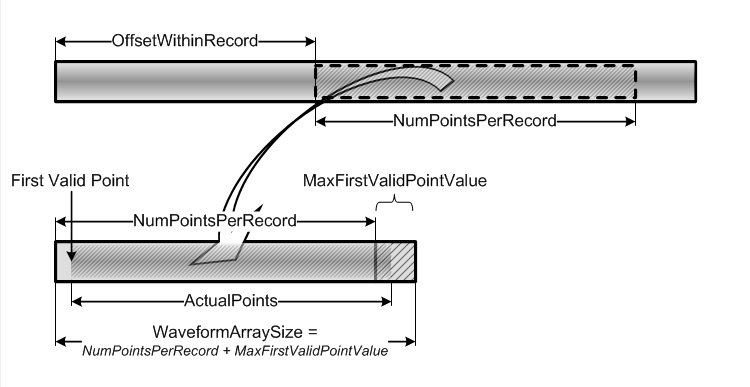 OffsetWithinRecord
NumPointsPerRecord
First Valid Point
MaxFirstValidPointValue
NumPointsPerRecord
ActualPoints
WaveformArraySize =
NumPointsPerRecord + MaxFirstValidPointValue